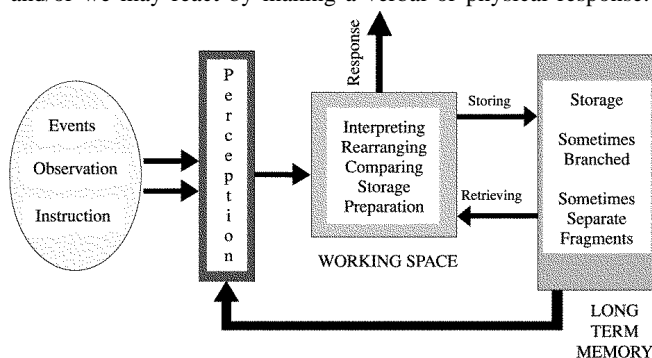 and/or we may react by making a verbal or physical response.
Response
Events
Observation
Instruction
Perception
Interpreting
Rearranging
Comparing
Storage
Preparation
WORKING SPACE
Storing
Retrieving
Storage
Sometimes
Branched
Sometimes
Separate
Fragments
LONG
TERM
MEMORY